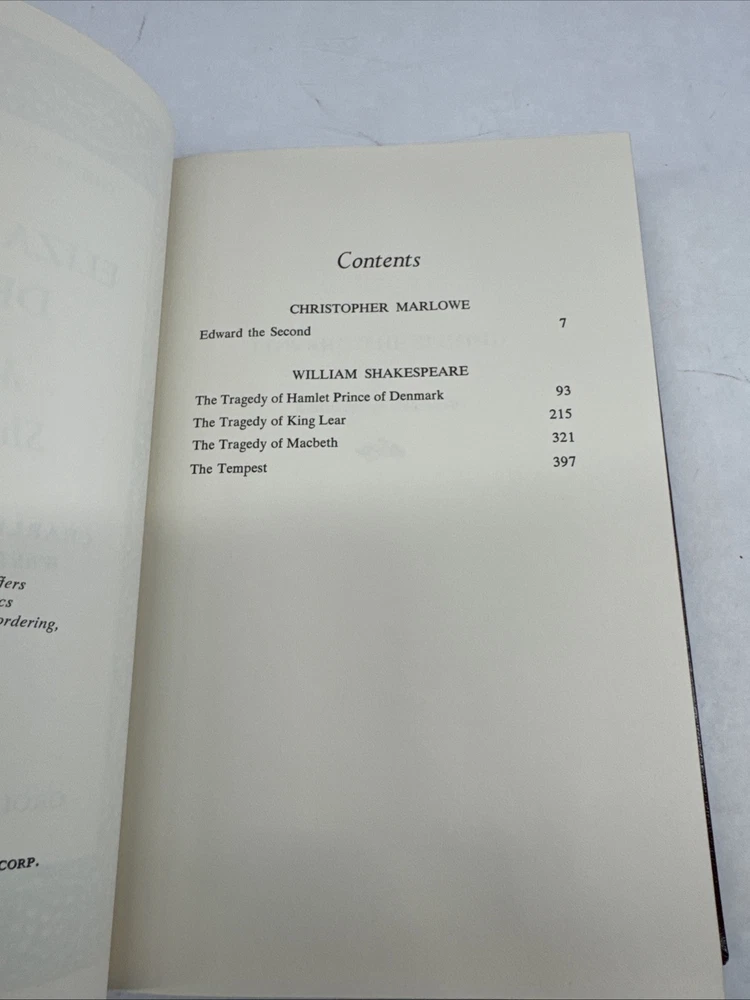 Contents
CHRISTOPHER MARLOWE
Edward the Second 7
WILLIAM SHAKESPEARE
The Tragedy of Hamlet Prince of Denmark 93
The Tragedy of King Lear 215
The Tragedy of Macbeth 321
The Tempest 397
ordering,
CORP.